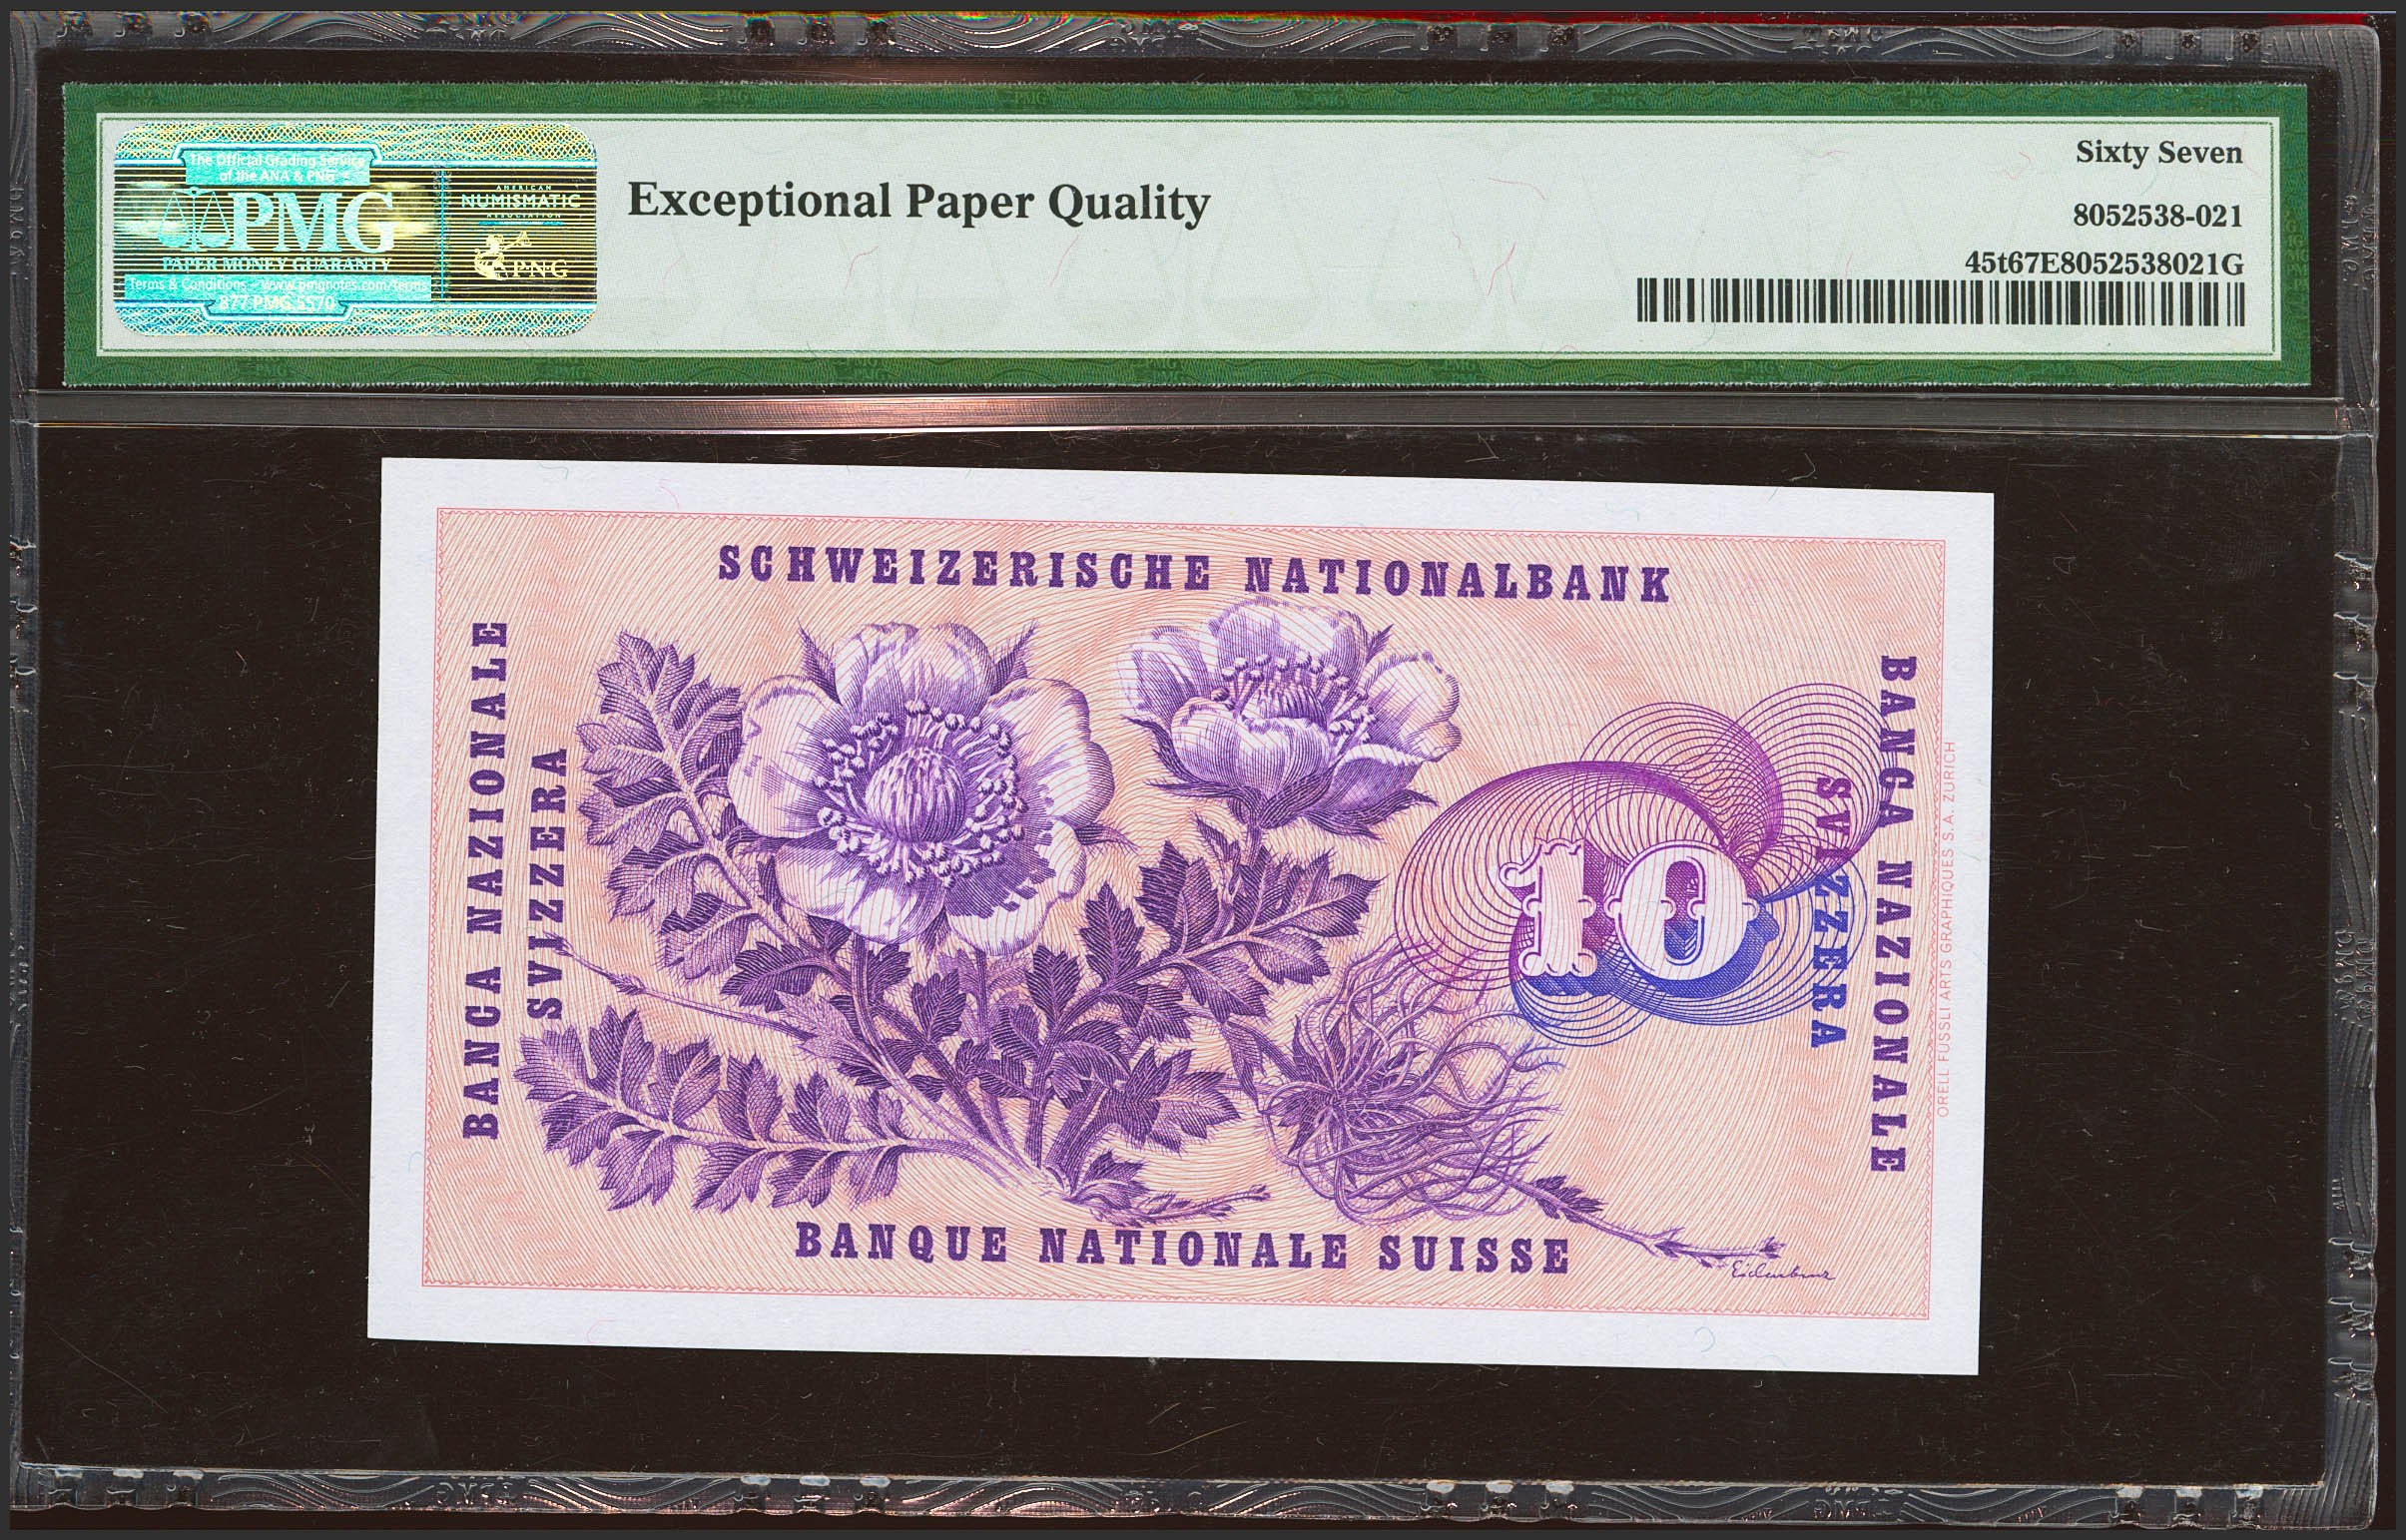 The Official Grading Service
of the ANA & PNG
PMG
PAPER MONEY GUARANTY
Terms & Conditions – www.pmgnotes.com/terms
877.PMG.5570
AMERICAN
NUMISMATIC
ASSOCIATION
PNG
Exceptional Paper Quality
Sixty Seven
8052538-021
45t67E8052538021G
SCHWEIZERISCHE NATIONALBANK
BANCA NAZIONALE
SVIZZERA
10
BANCA NAZIONALE
SVIZZERA
ORELL FÜSSLI ARTS GRAPHIQUES S.A. ZURICH
BANQUE NATIONALE SUISSE
Eidenbenz